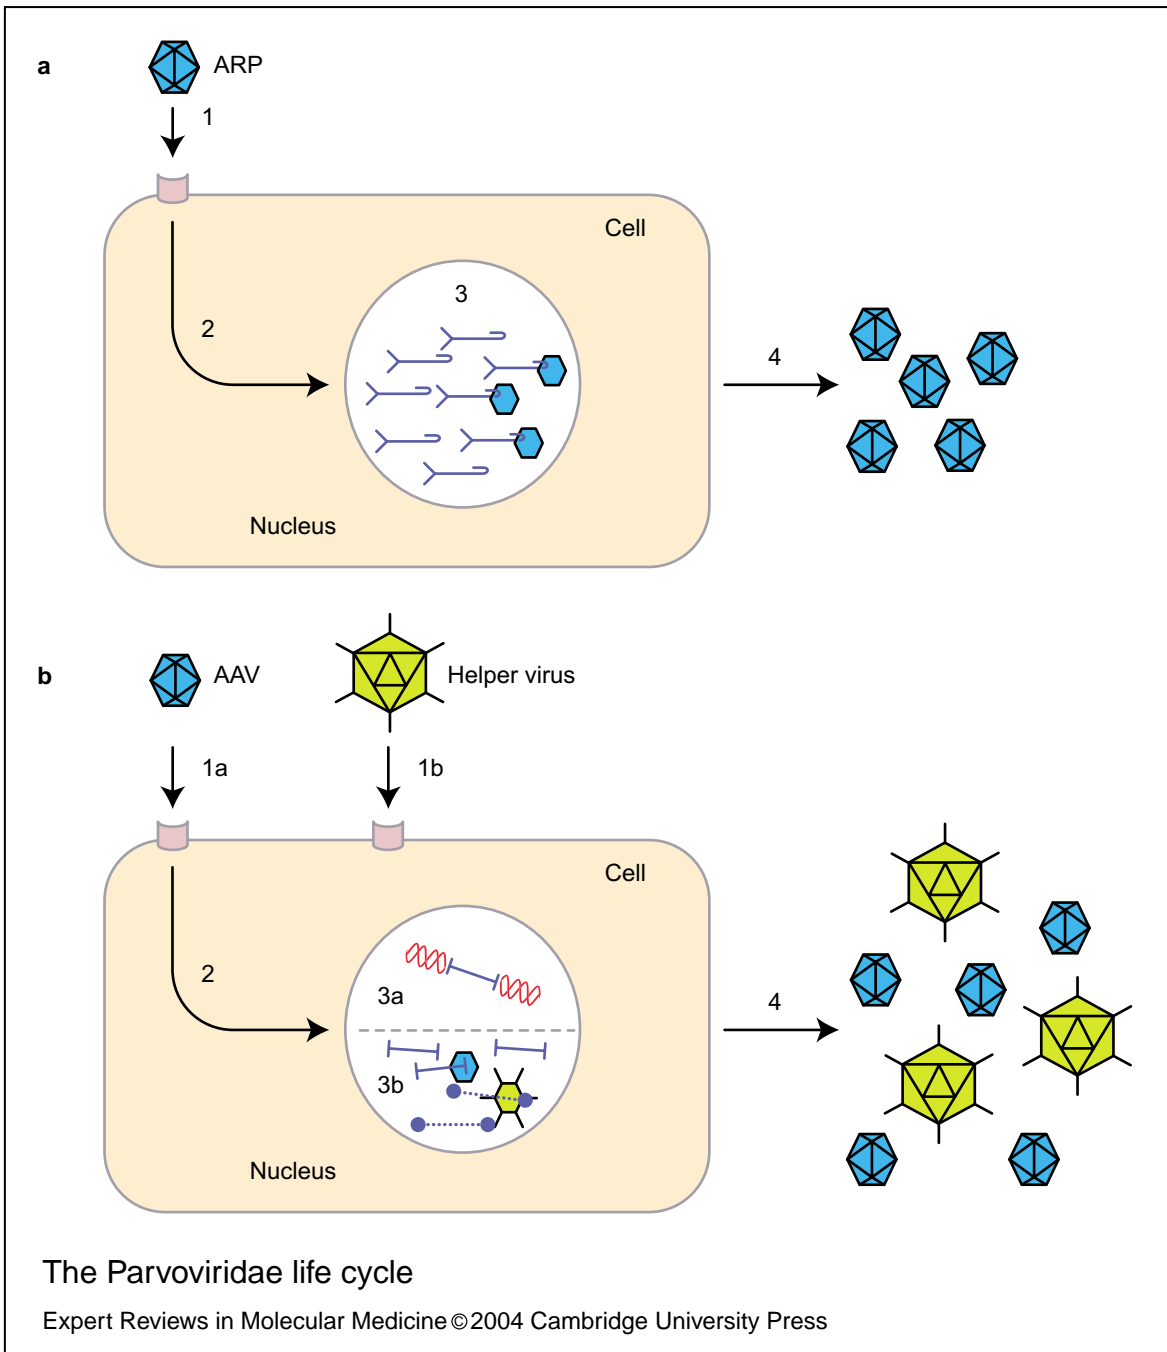 a
ARP
1
Cell
3
2
4
Nucleus
b
AAV
Helper virus
1a
1b
Cell
2
3a
4
3b
Nucleus
The Parvoviridae life cycle
Expert Reviews in Molecular Medicine ©2004 Cambridge University Press